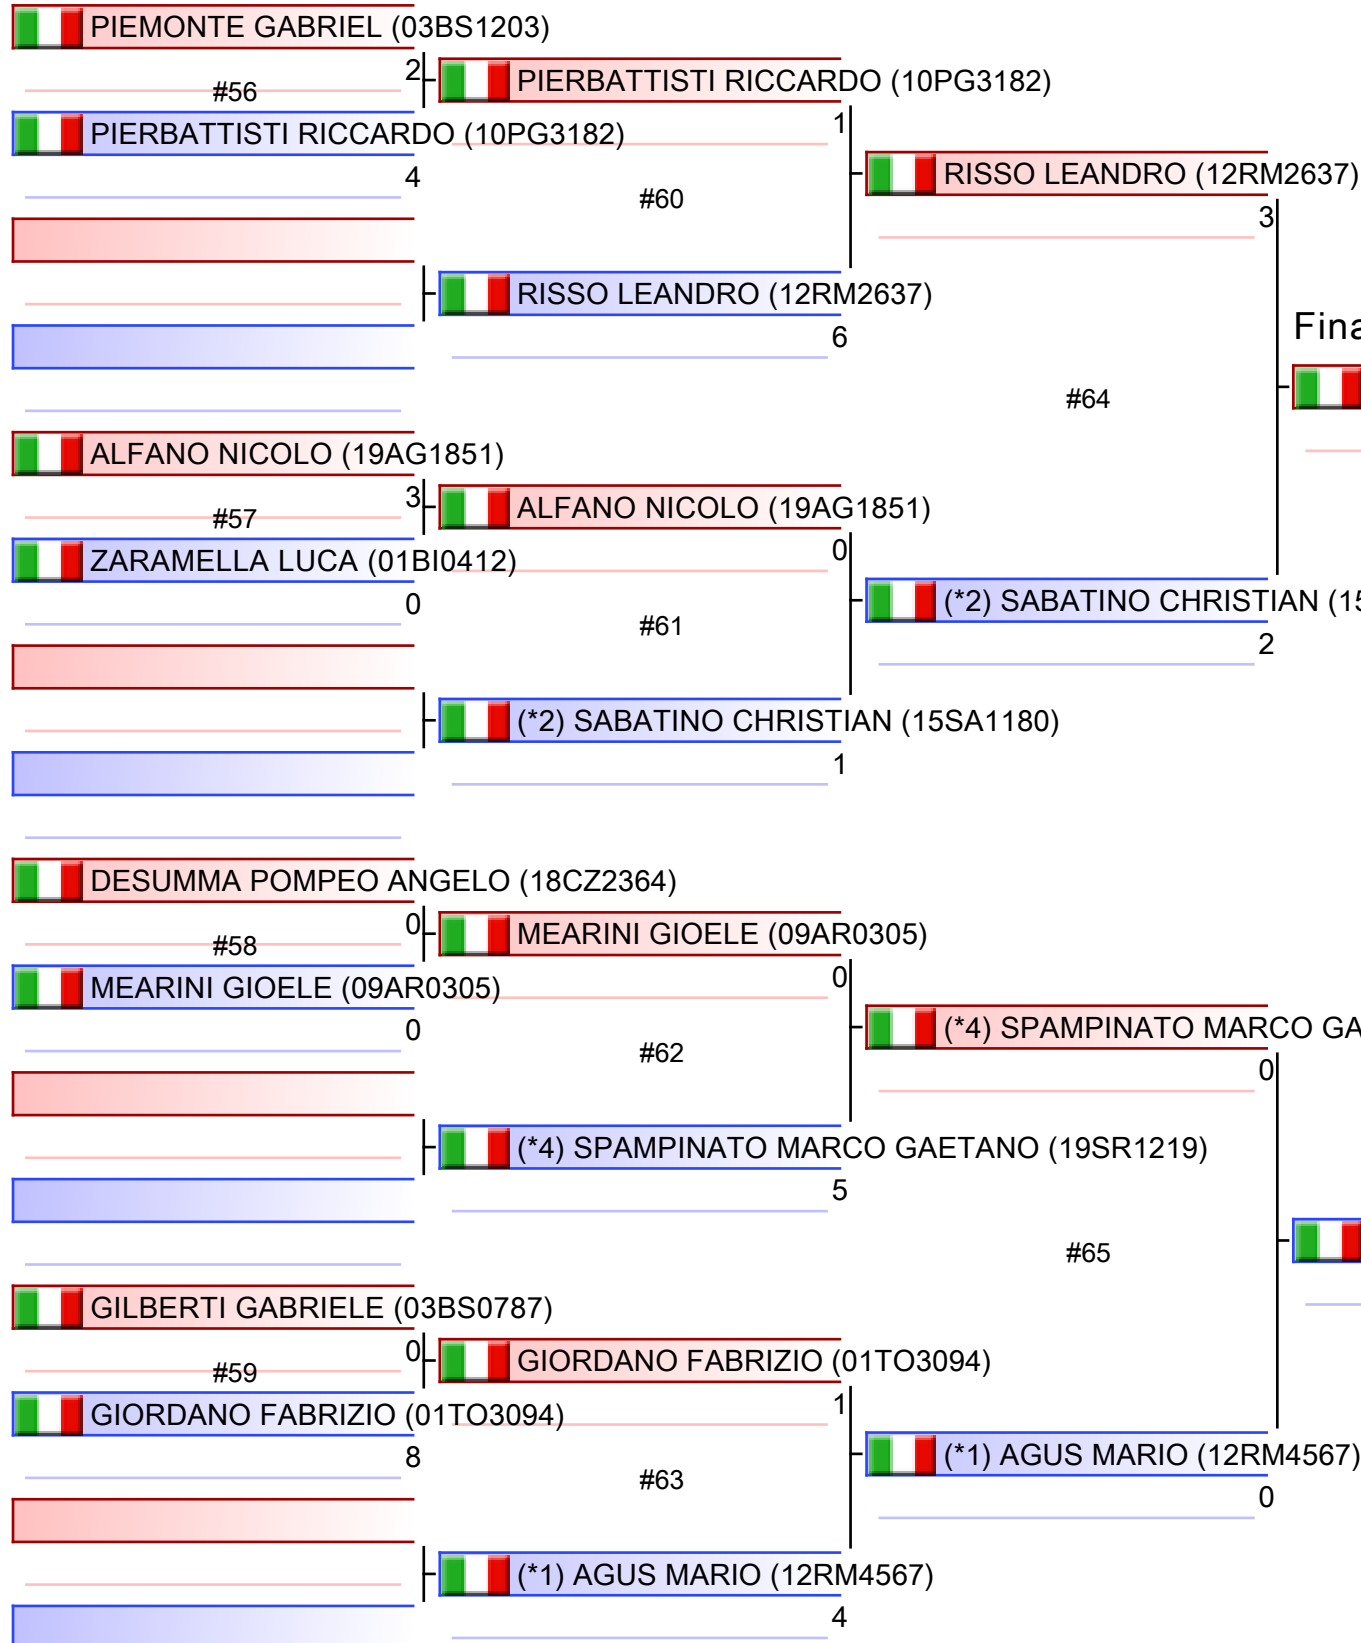 PIEMONTE GABRIEL (03BS1203)
2
#56
PIERBATTISTI RICCARDO (10PG3182)
4
PIERBATTISTI RICCARDO (10PG3182)
1
#60
RISSO LEANDRO (12RM2637)
6
RISSO LEANDRO (12RM2637)
3
#64
ALFANO NICOLO (19AG1851)
3
#57
ZARAMELLA LUCA (01BI0412)
0
ALFANO NICOLO (19AG1851)
0
#61
(*2) SABATINO CHRISTIAN (15SA1180)
1
(*2) SABATINO CHRISTIAN (15
2
DESUMMA POMPEO ANGELO (18CZ2364)
0
#58
MEARINI GIOELE (09AR0305)
0
MEARINI GIOELE (09AR0305)
0
#62
(*4) SPAMPINATO MARCO GAETANO (19SR1219)
5
(*4) SPAMPINATO MARCO GA
0
#65
GILBERTI GABRIELE (03BS0787)
0
#59
GIORDANO FABRIZIO (01TO3094)
8
GIORDANO FABRIZIO (01TO3094)
1
#63
(*1) AGUS MARIO (12RM4567)
4
(*1) AGUS MARIO (12RM4567)
0
Fina